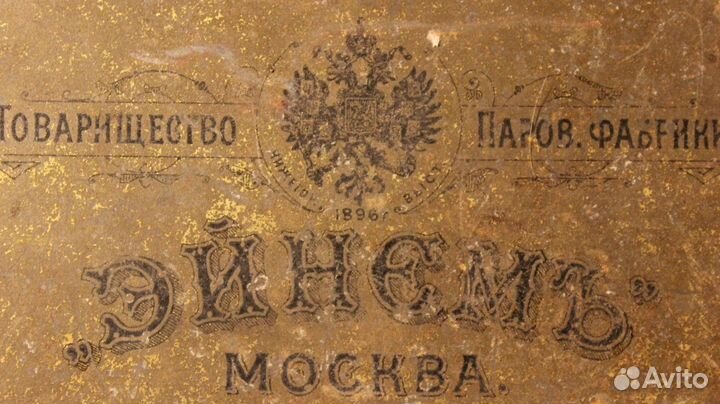 ТОВАРИЩЕСТВО ПАРОВ. ФАБРИКИ
1896 г
„ЭЙНЕМЪ"
МОСКВА.
Avito